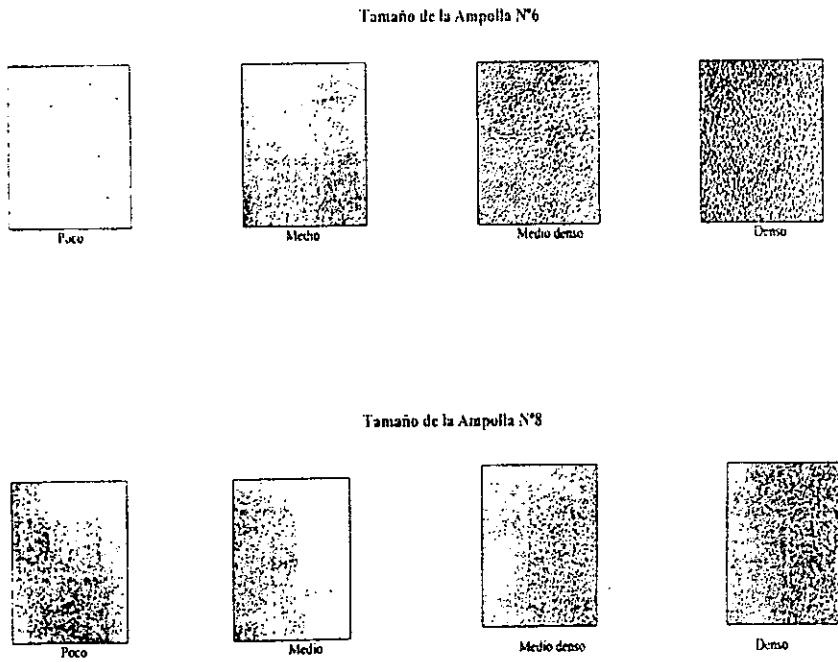 Tamaño de la Ampolla N°6
Poco
Medio
Medio denso
Denso
Tamaño de la Ampolla N°8
Poco
Medio
Medio denso
Denso